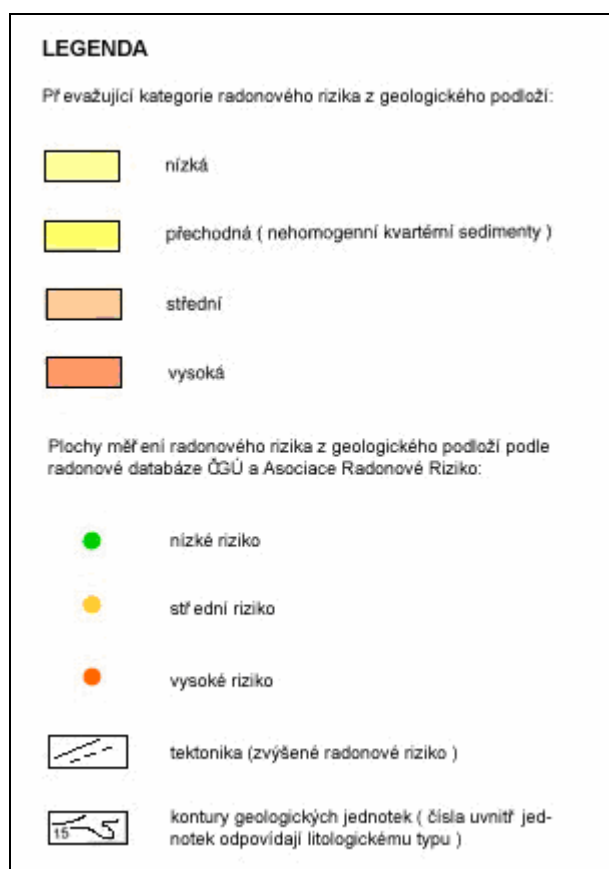 LEGENDA
Převažující kategorie radonového rizika z geologického podloží:
nízká
přechodná ( nehomogenní kvartérní sedimenty )
střední
vysoká
Plochy měření radonového rizika z geologického podloží podle
radonové databáze ČGÚ a Asociace Radonové Riziko:
nízké riziko
střední riziko
vysoké riziko
tektonika (zvýšené radonové riziko )
15
kontury geologických jednotek ( čísla uvnitř jed-
notek odpovídají litologickému typu )